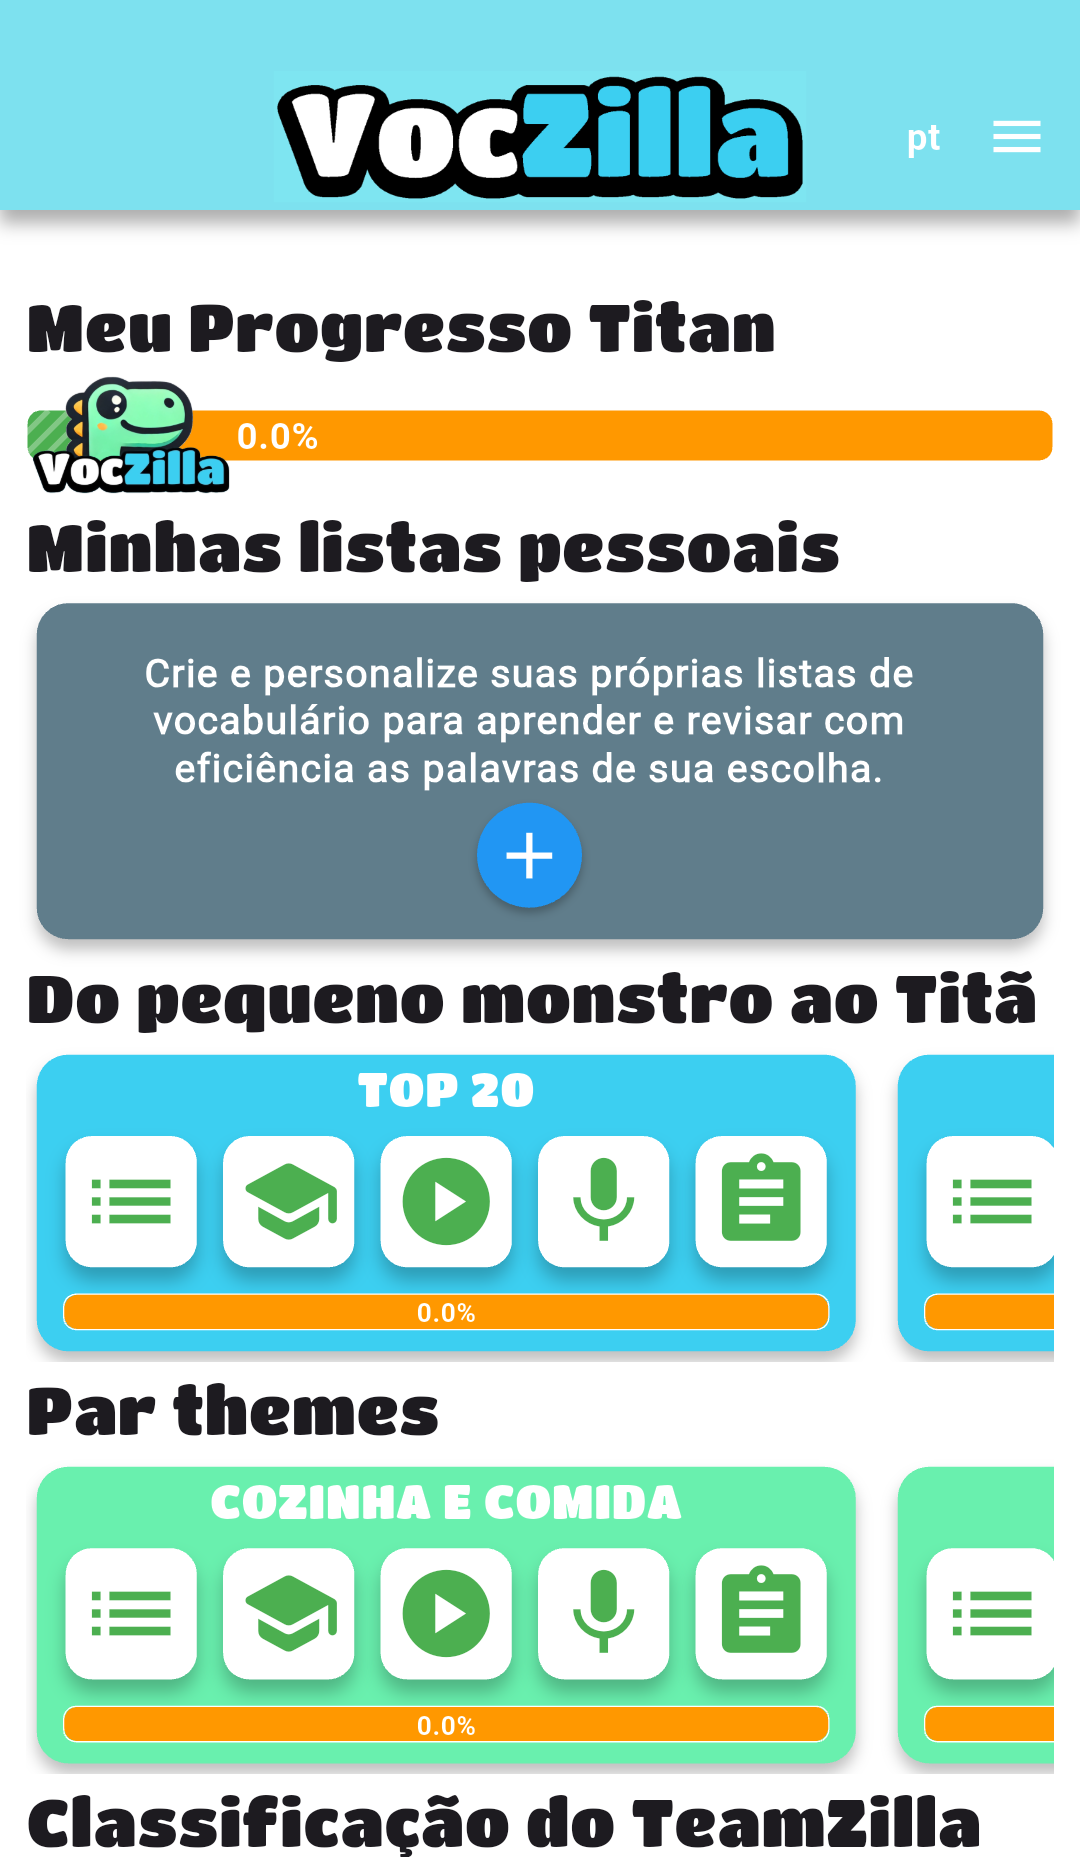 VocZilla
pt
Meu Progresso Titan
0.0%
VocZilla
Minhas listas pessoais
Crie e personalize suas próprias listas de
vocabulário para aprender e revisar com
eficiência as palavras de sua escolha.
Do pequeno monstro ao Titã
TOP 20
0.0%
Par themes
COZINHA E COMIDA
0.0%
Classificação do TeamZilla